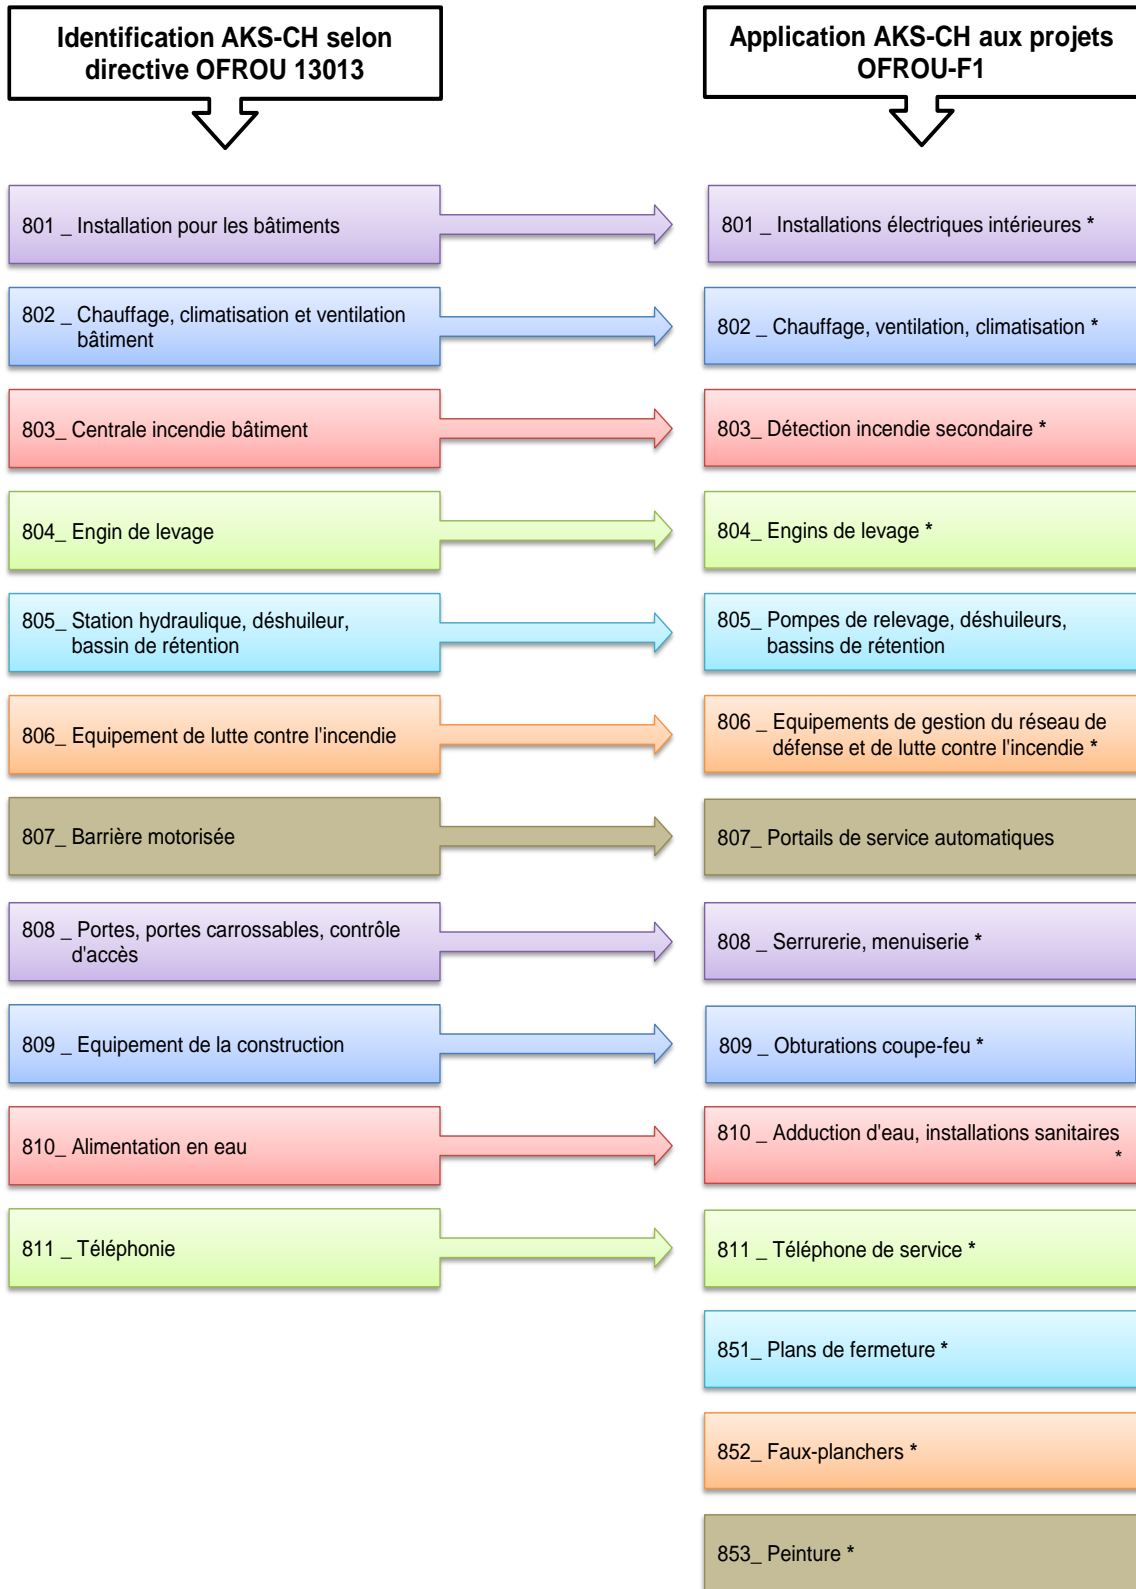 Identification AKS-CH selon
directive OFROU 13013
Application AKS-CH aux projets
OFROU-F1
801 _ Installation pour les bâtiments
801 _ Installations électriques intérieures *
802 _ Chauffage, climatisation et ventilation
bâtiment
802 _ Chauffage, ventilation, climatisation *
803_ Centrale incendie bâtiment
803_ Détection incendie secondaire *
804_ Engin de levage
804_ Engins de levage *
805_ Station hydraulique, déshuileur,
bassin de rétention
805_ Pompes de relevage, déshuileurs,
bassins de rétention
806_ Equipement de lutte contre l'incendie
806 _ Equipements de gestion du réseau de
défense et de lutte contre l'incendie *
807_ Barrière motorisée
807_ Portails de service automatiques
808 _ Portes, portes carrossables, contrôle
d'accès
808 _ Serrurerie, menuiserie *
809 _ Equipement de la construction
809 _ Obturations coupe-feu *
810_ Alimentation en eau
810 _ Adduction d'eau, installations sanitaires
*
811 _ Téléphonie
811 _ Téléphone de service *
851_ Plans de fermeture *
852_ Faux-planchers *
853_ Peinture *